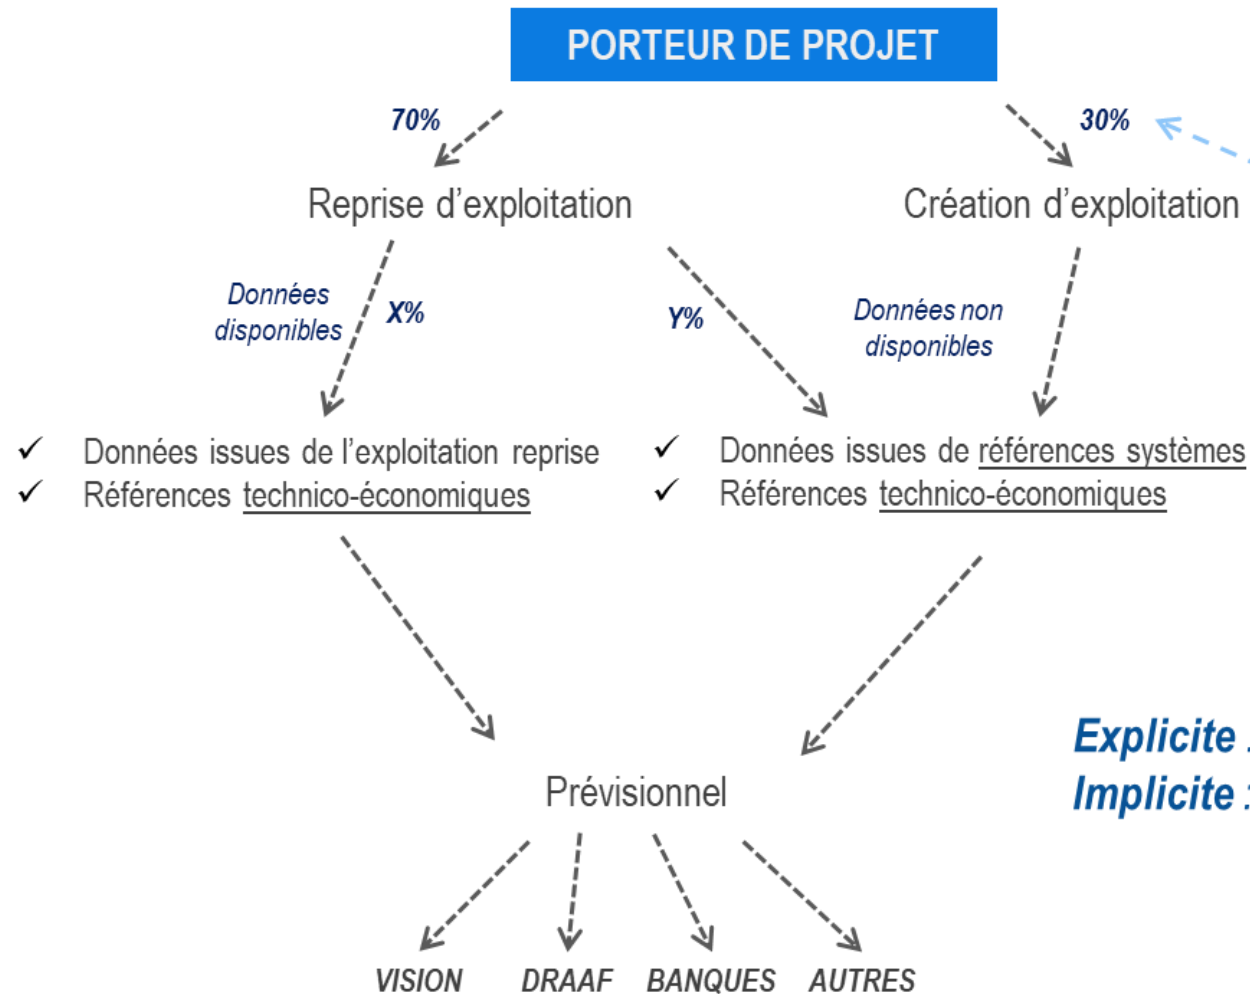 PORTEUR DE PROJET
70%
30%
Reprise d'exploitation
Création d'exploitation
Données
disponibles
X%
Y%
Données non
disponibles
✓ Données issues de l'exploitation reprise
✓ Références technico-économiques
✓ Données issues de références systèmes
✓ Références technico-économiques
Explicite :
Implicite :
Prévisionnel
VISION DRAAF BANQUES AUTRES